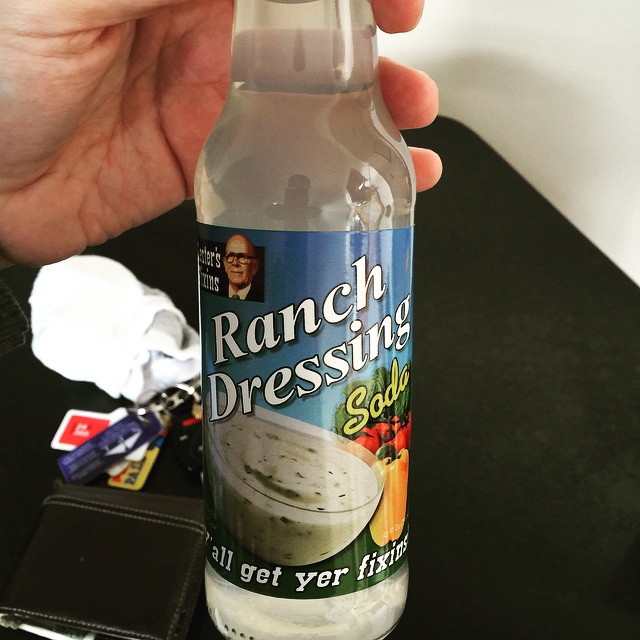 Ranch
Dressing
Soda
y'all get yer fixins